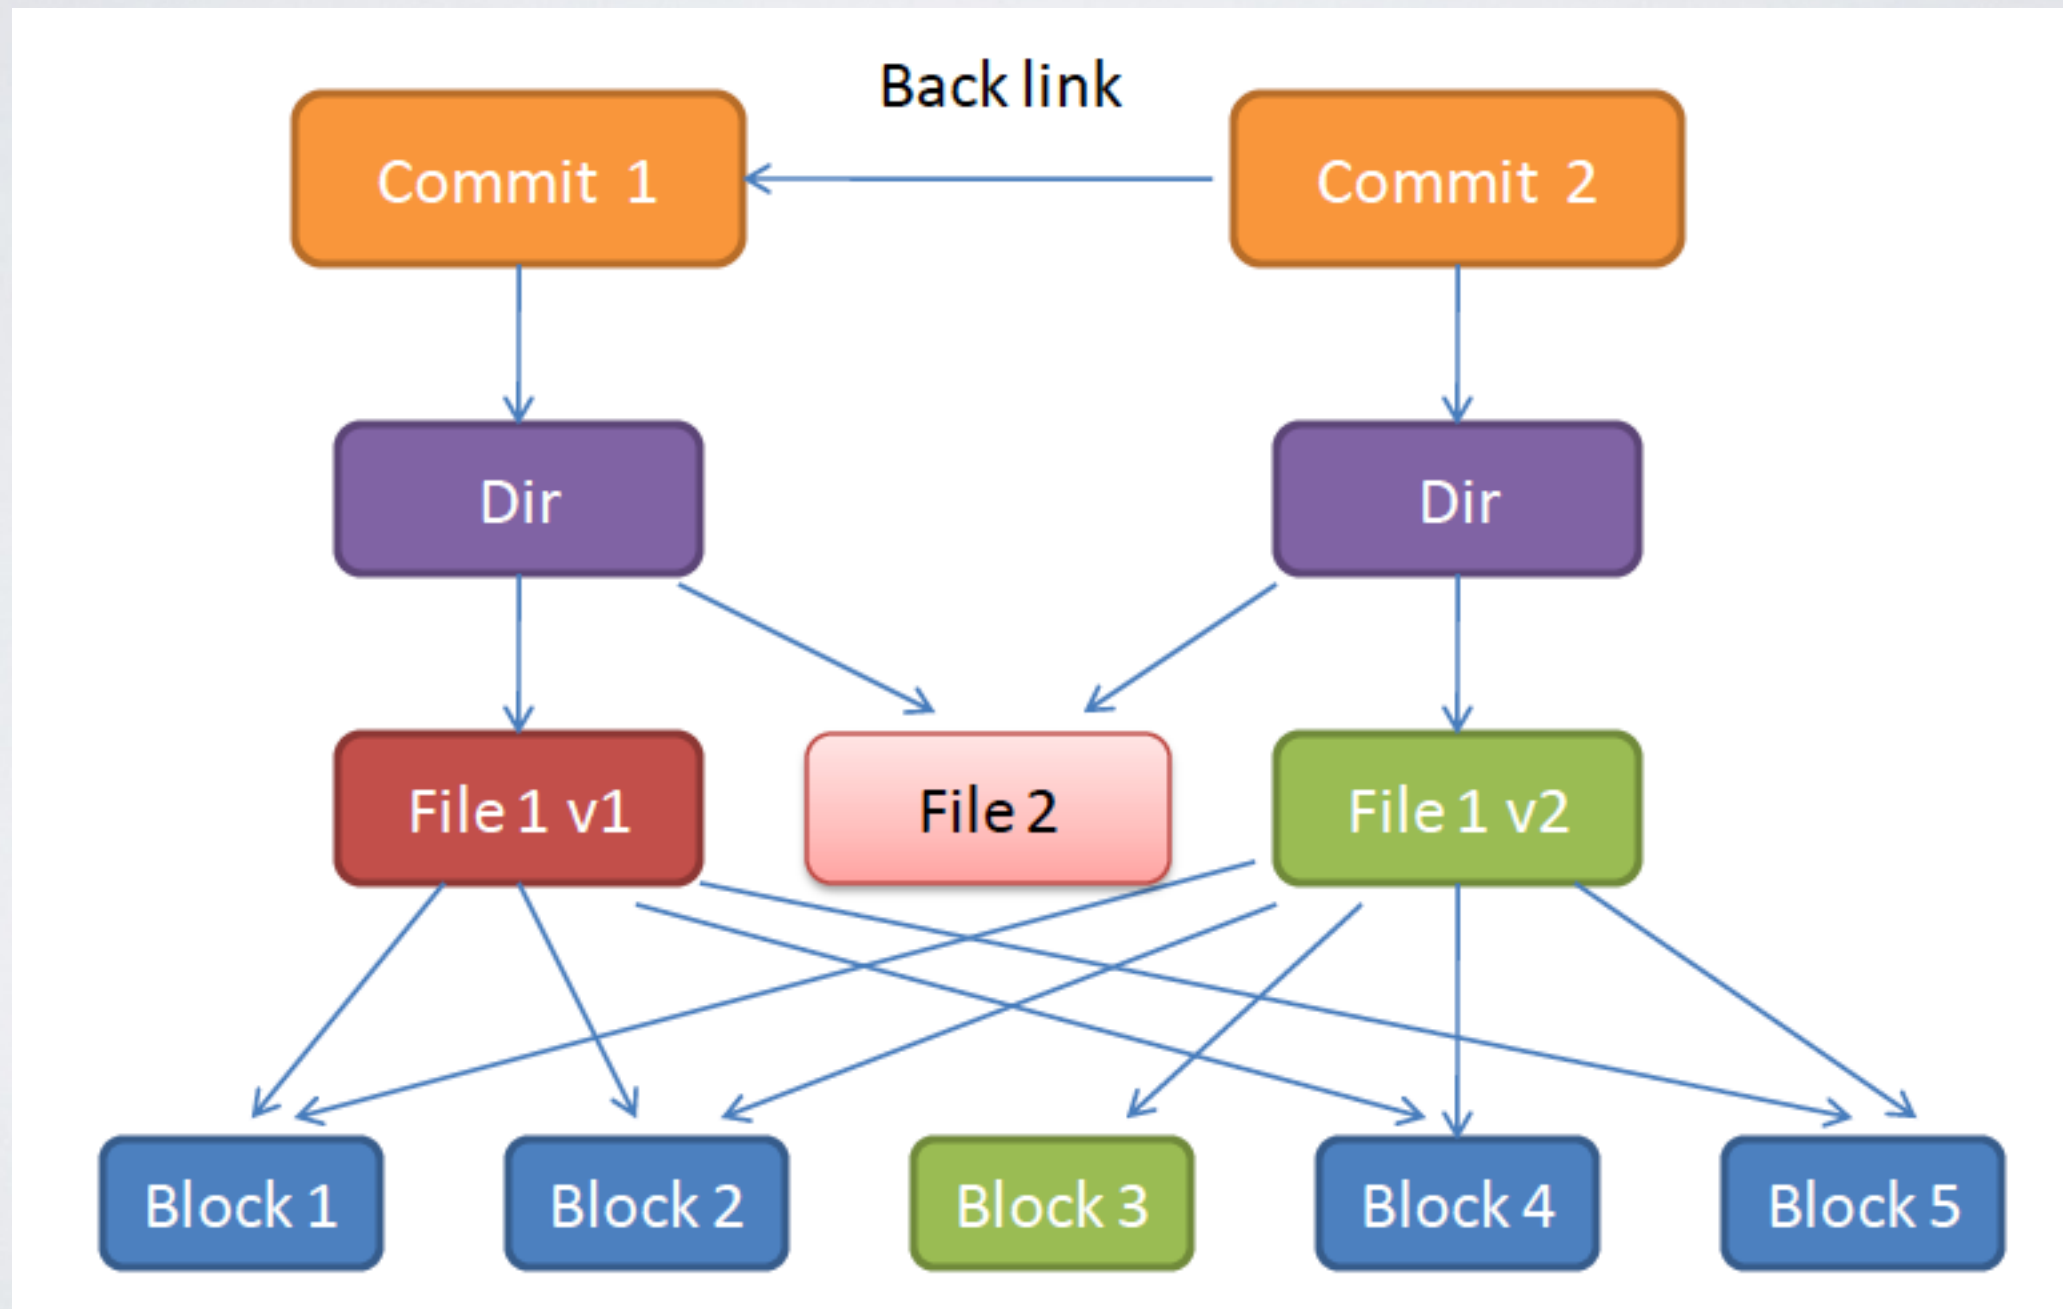 Back link
Commit 1
Commit 2
Dir
Dir
File 1 v1
File 2
File 1 v2
Block 1
Block 2
Block 3
Block 4
Block 5